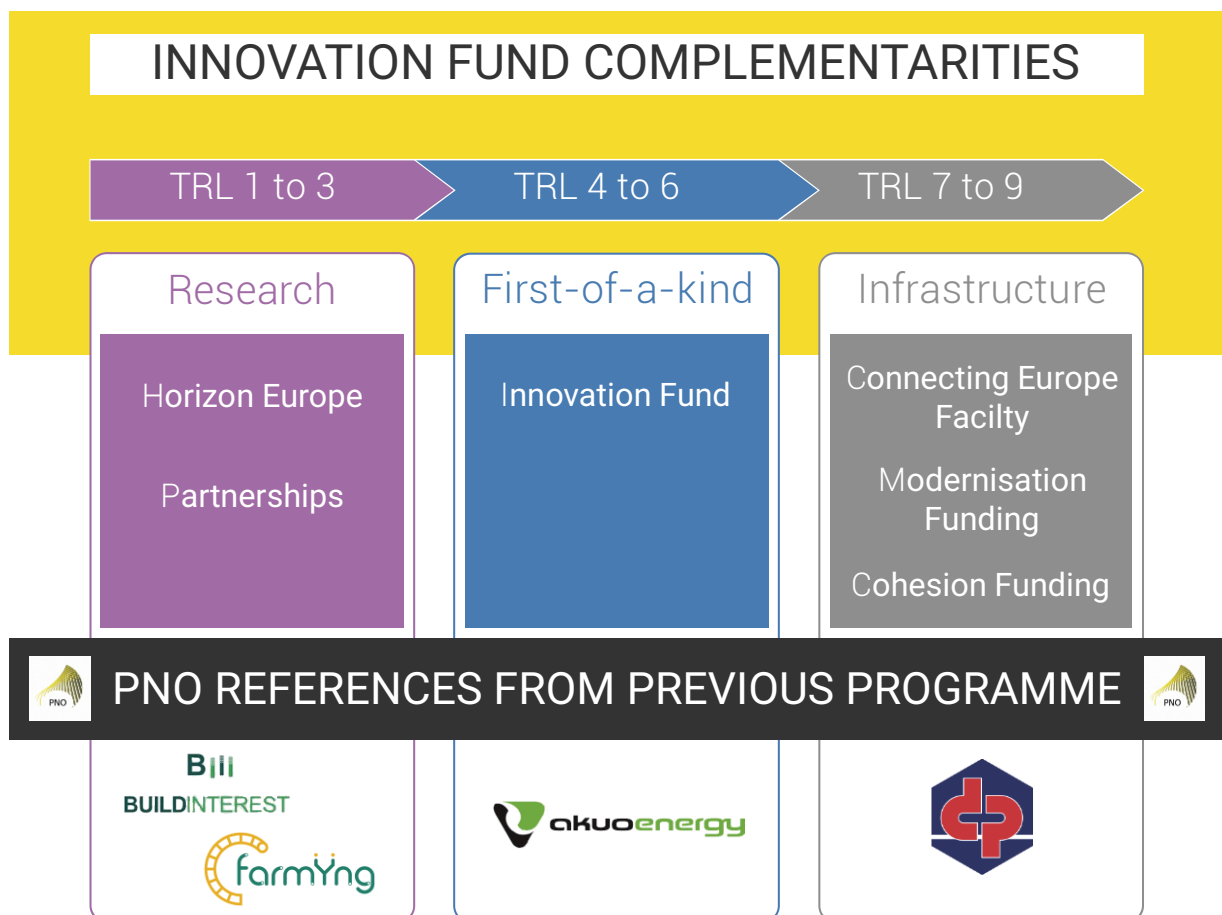 INNOVATION FUND COMPLEMENTARITIES
TRL 1 to 3
TRL 4 to 6
TRL 7 to 9
Research
Horizon Europe
Partnerships
First-of-a-kind
Innovation Fund
Infrastructure
Connecting Europe
Facilty
Modernisation
Funding
Cohesion Funding
PNO
PNO REFERENCES FROM PREVIOUS PROGRAMME
PNO
B
BUILDINTEREST
farmŸng
akuoenergy
dp